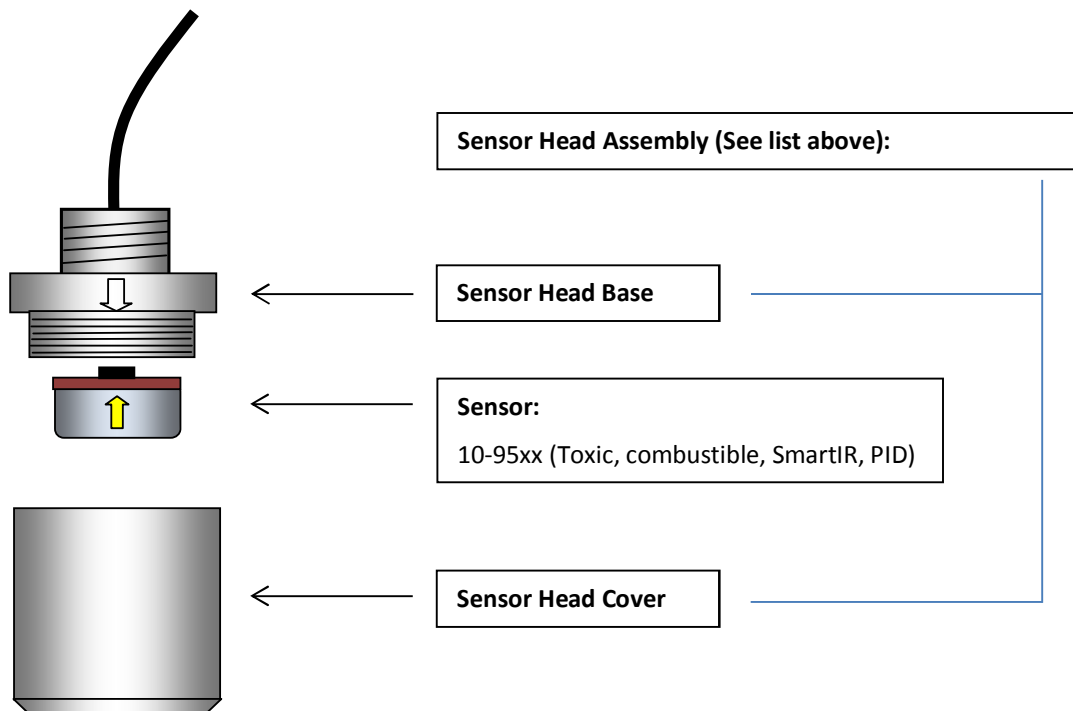 Sensor Head Assembly (See list above):
Sensor Head Base
Sensor:
10-95xx (Toxic, combustible, SmartIR, PID)
Sensor Head Cover